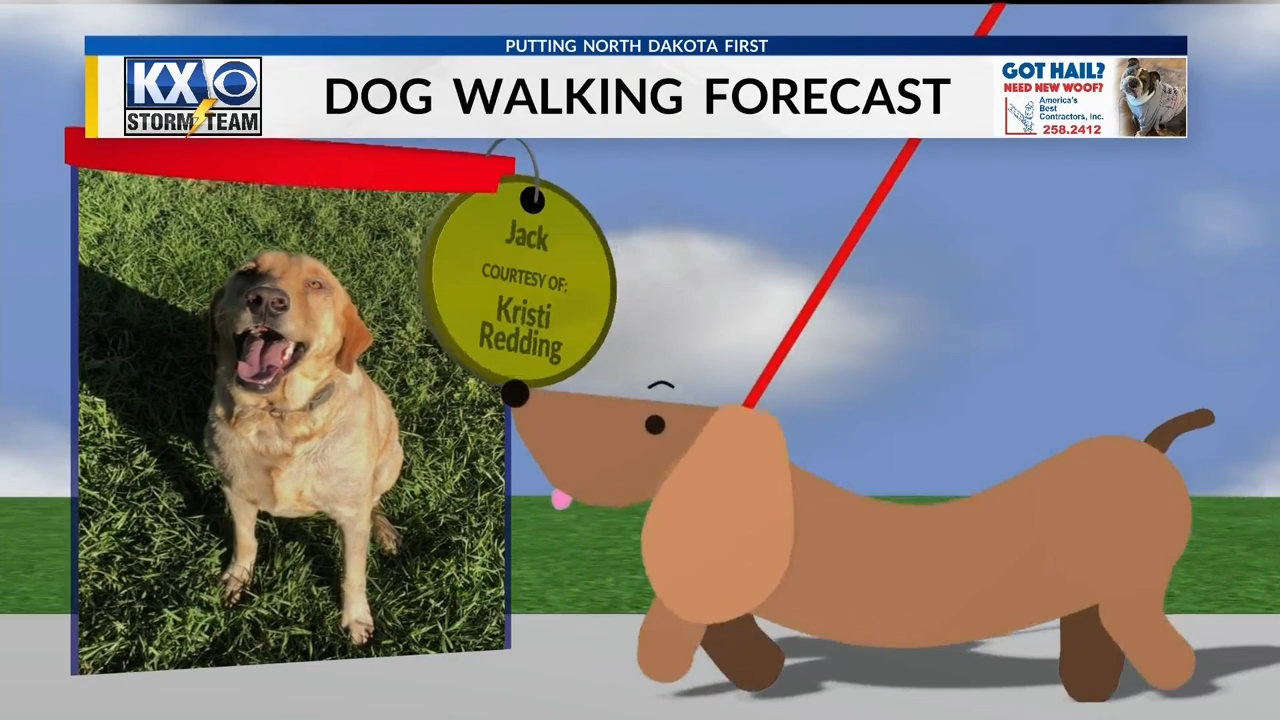 PUTTING NORTH DAKOTA FIRST
KX
STORM TEAM
DOG WALKING FORECAST
GOT HAIL?
NEED NEW WOOF?
America's
Best
Contractors, Inc.
258.2412
Jack
COURTESY OF:
Kristi
Redding